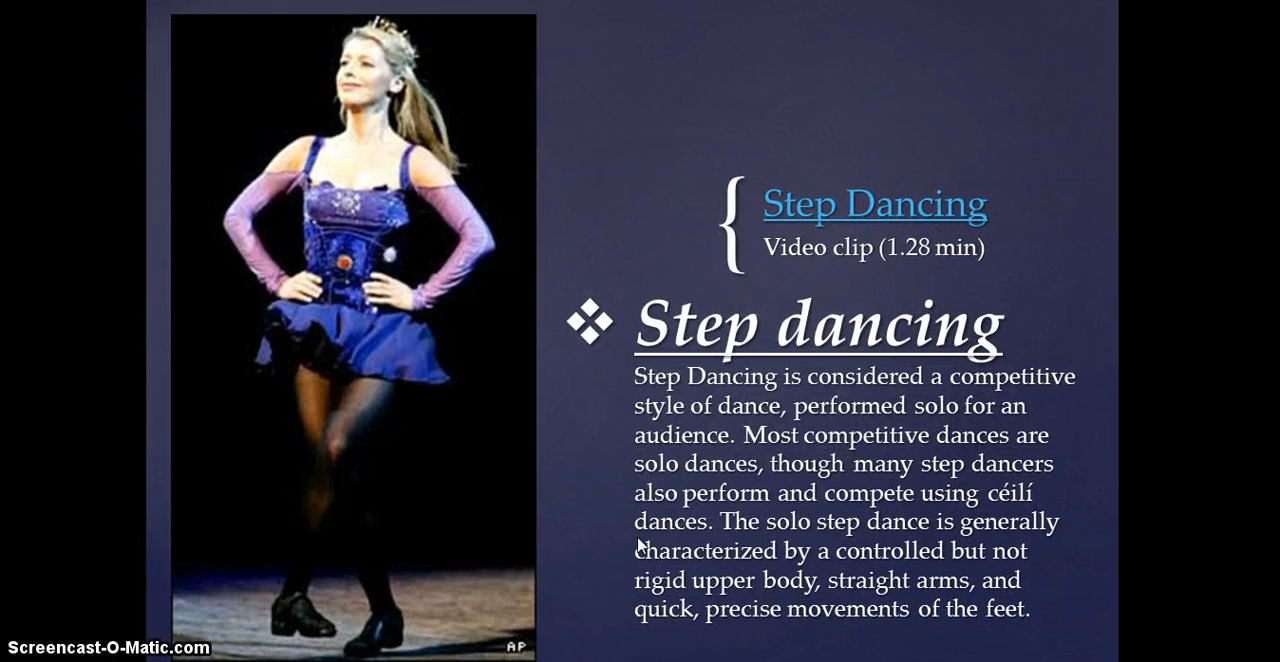 Step Dancing
Video clip (1.28 min)
❖ Step dancing
Step Dancing is considered a competitive
style of dance, performed solo for an
audience. Most competitive dances are
solo dances, though many step dancers
also perform and compete using céilí
dances. The solo step dance is generally
characterized by a controlled but not
rigid upper body, straight arms, and
quick, precise movements of the feet.
AP
Screencast-O-Matic.com